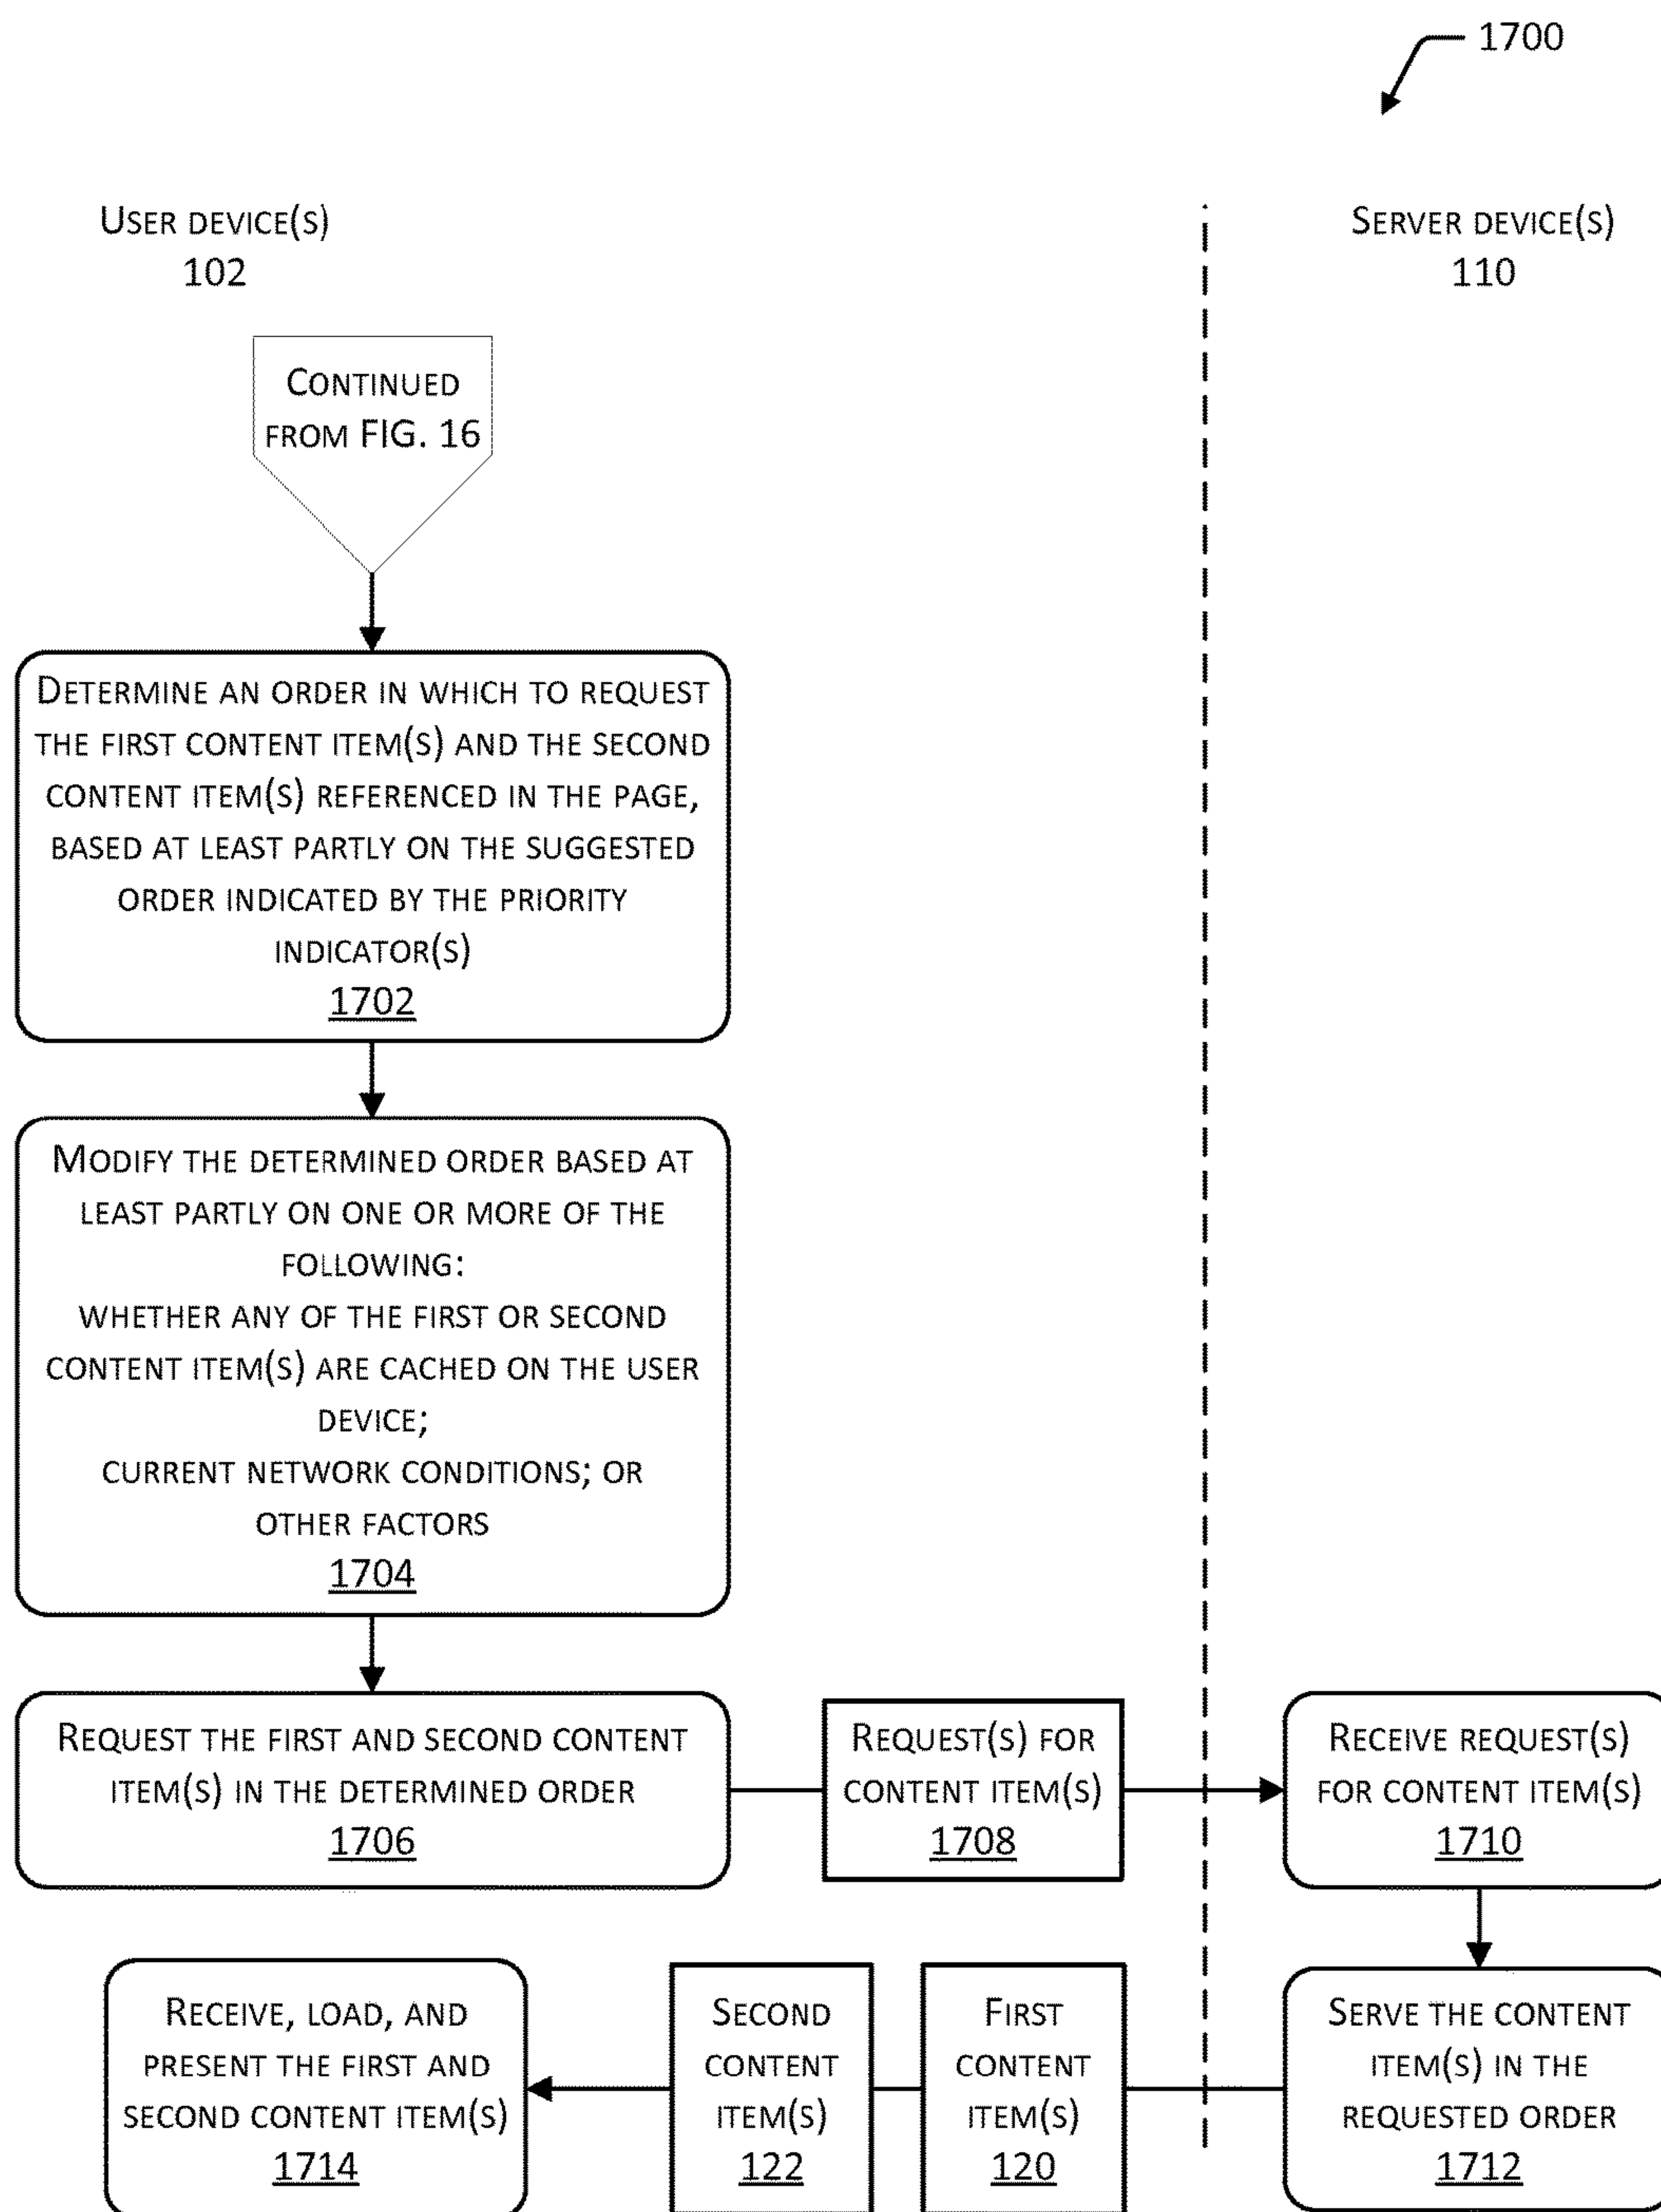 1700
USER DEVICE(S)
102
SERVER DEVICE(S)
110
CONTINUED
FROM FIG. 16
DETERMINE AN ORDER IN WHICH TO REQUEST
THE FIRST CONTENT ITEM(S) AND THE SECOND
CONTENT ITEM(S) REFERENCED IN THE PAGE,
BASED AT LEAST PARTLY ON THE SUGGESTED
ORDER INDICATED BY THE PRIORITY
INDICATOR(S)
1702
MODIFY THE DETERMINED ORDER BASED AT
LEAST PARTLY ON ONE OR MORE OF THE
FOLLOWING:
WHETHER ANY OF THE FIRST OR SECOND
CONTENT ITEM(S) ARE CACHED ON THE USER
DEVICE;
CURRENT NETWORK CONDITIONS; OR
OTHER FACTORS
1704
REQUEST THE FIRST AND SECOND CONTENT
ITEM(S) IN THE DETERMINED ORDER
1706
REQUEST(S) FOR
CONTENT ITEM(S)
1708
RECEIVE REQUEST(S)
FOR CONTENT ITEM(S)
1710
RECEIVE, LOAD, AND
PRESENT THE FIRST AND
SECOND CONTENT ITEM(S)
1714
SECOND
CONTENT
ITEM(S)
122
FIRST
CONTENT
ITEM(S)
120
SERVE THE CONTENT
ITEM(S) IN THE
REQUESTED ORDER
1712